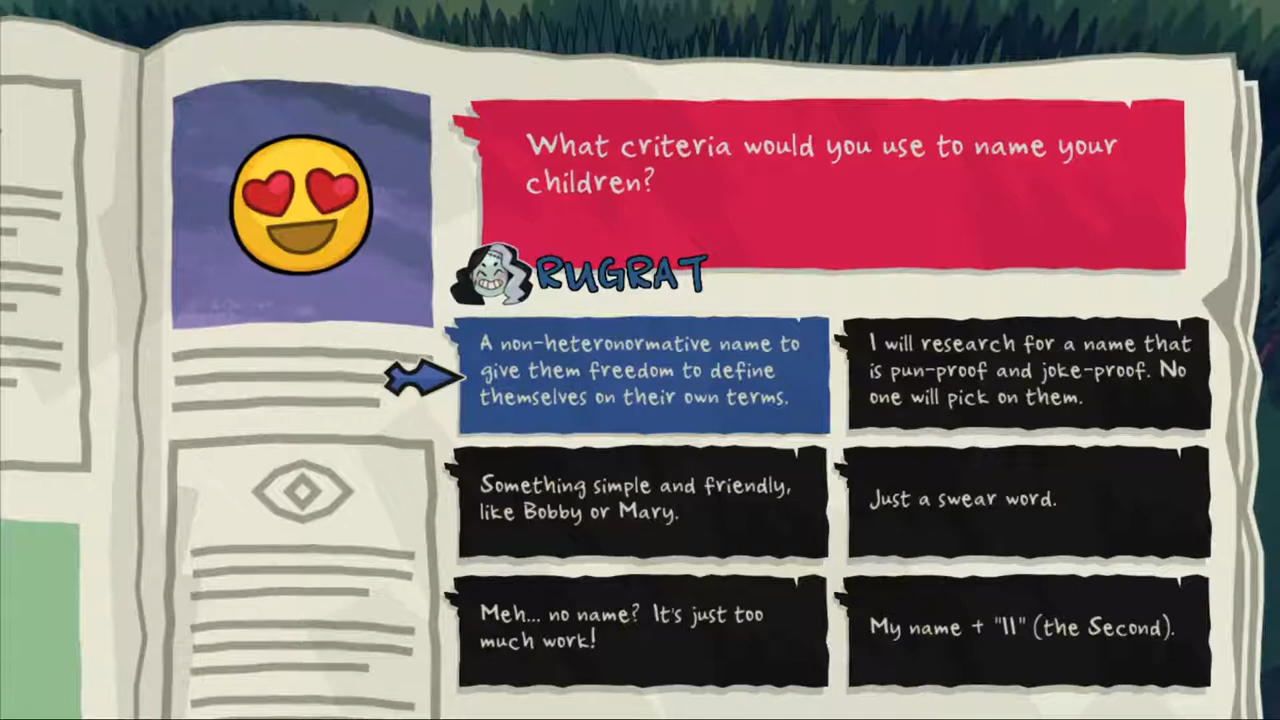 What criteria would you use to name your
children?
RUGRAT
A non-heteronormative name to
give them freedom to define
themselves on their own terms.
I will research for a name that
is pun-proof and joke-proof. No
one will pick on them.
Something simple and friendly,
like Bobby or Mary.
Just a swear word.
Meh... no name? It's just too
much work!
My name + "II" (the Second).